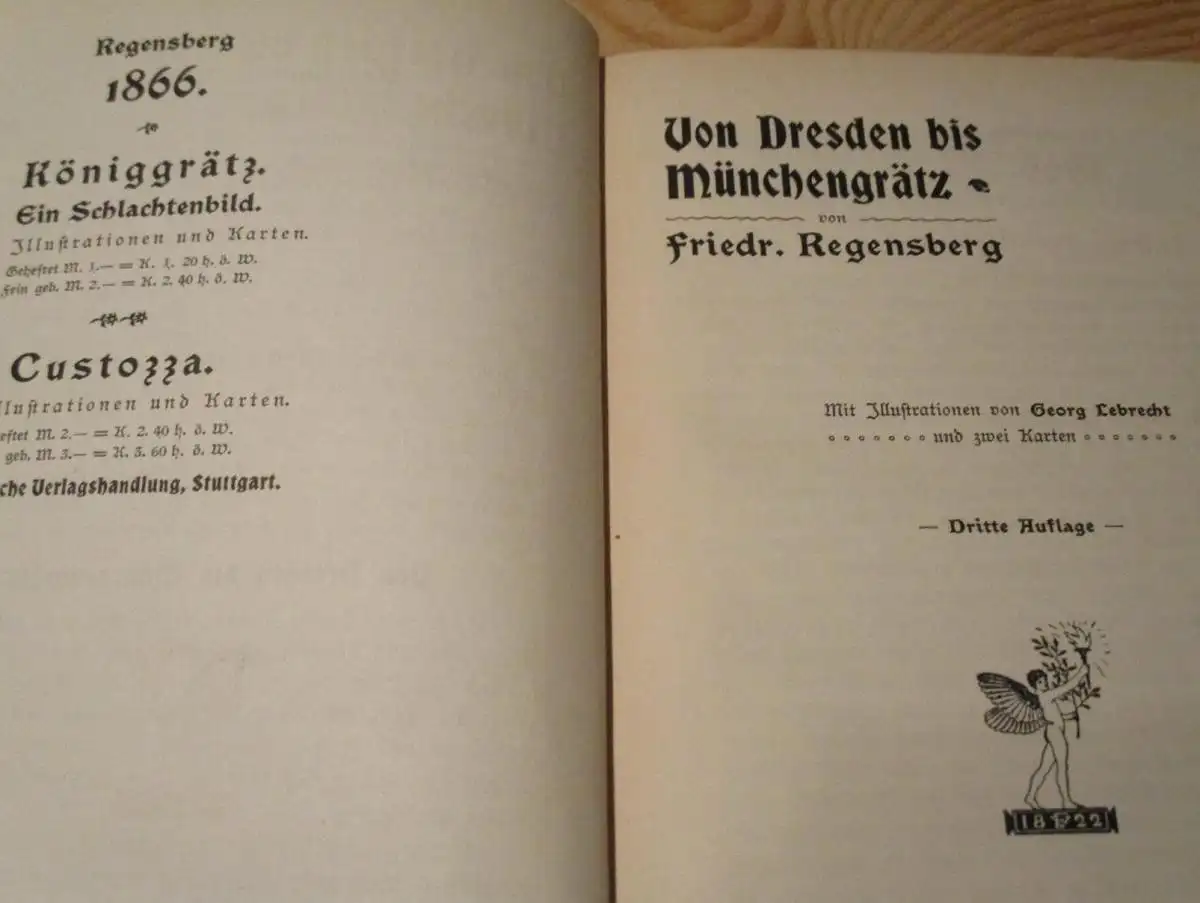 Regensberg
1866.
Königgrätz.
Ein Schlachtenbild.
Illustrationen und Karten.
Geheftet M. 1.— = K. 1. 20 h. ö. W.
Fein geb. M. 2.— = K. 2. 40 h. ö. W.
Custozza.
llustrationen und Karten.
eftet M. 2.— = K. 2. 40 h. ö. W.
geb. M. 3.— = K. 3. 60 h. ö. W.
che Verlagshandlung, Stuttgart.
Von Dresden bis
Münchengrätz
von
Friedr. Regensberg
Mit Illustrationen von Georg Lebrecht
und zwei Karten
— Dritte Auflage —
18 F 22